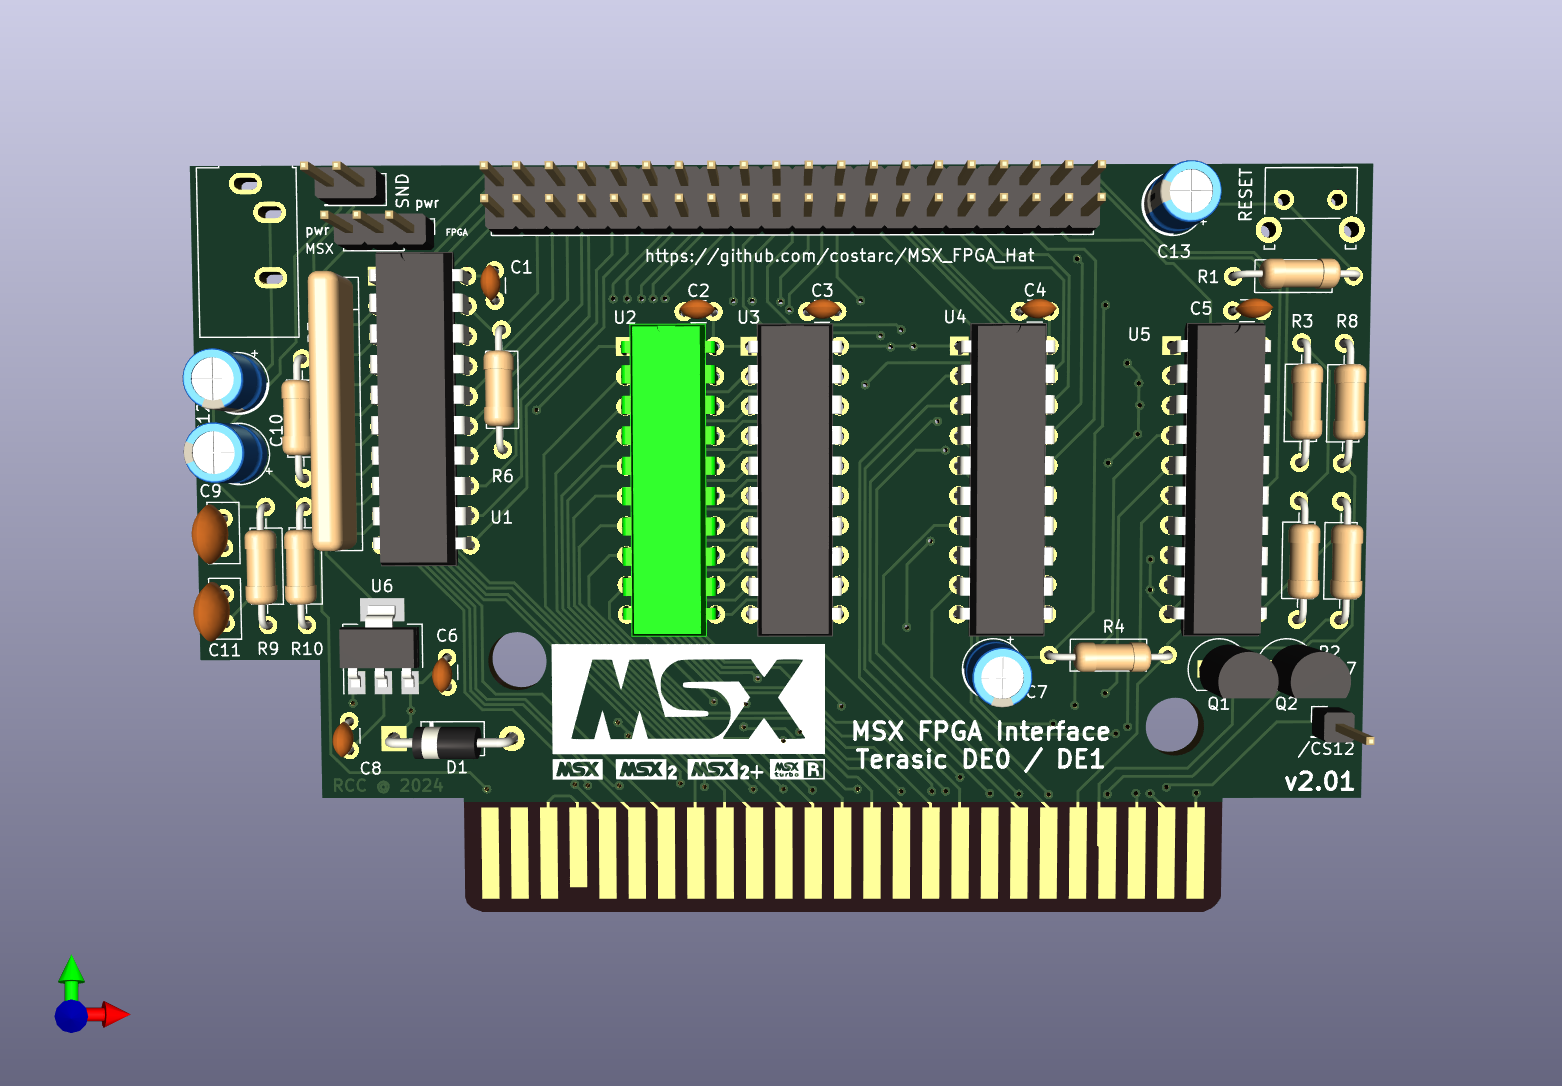 SND
pwr
pwr
FPGA
MSX
RESET
C13
https://github.com/costarc/MSX_FPGA_Hat
C1
R1
C2
C3
C4
C5
U2
U3
U4
U5
R3
R8
C10
R6
C9
U1
U6
C6
C11
R9
R10
R4
C7
Q1
Q2
MSX
MSX FPGA Interface
Terasic DE0 / DE1
/CS12
C8
D1
MSX
MSX 2
MSX 2+
MSX turbo R
v2.01
RCC @ 2024